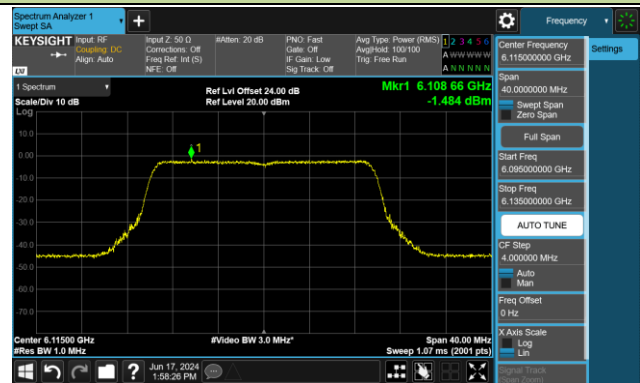 Spectrum Analyzer 1
Swept SA
Frequency
KEYSIGHT
Input: RF
Coupling: DC
Align: Auto
Input Z: 50 Ω
Corrections: Off
Freq Ref: Int (S)
NFE: Off
#Atten: 20 dB
PNO: Fast
Gate: Off
IF Gain: Low
Sig Track: Off
Avg Type: Power (RMS)
Avg|Hold: 100/100
Trig: Free Run
1 2 3 4 5 6
A W W W W W
A N N N N N
LXI
1 Spectrum
Scale/Div 10 dB
Ref Lvl Offset 24.00 dB
Ref Level 20.00 dBm
Mkr1 6.108 66 GHz
-1.484 dBm
Log
10.0
0.00
-10.0
-20.0
-30.0
-40.0
-50.0
-60.0
-70.0
1
Center 6.11500 GHz
#Res BW 1.0 MHz
#Video BW 3.0 MHz*
Span 40.00 MHz
Sweep 1.07 ms (2001 pts)
Center Frequency
6.115000000 GHz
Settings
Span
40.0000000 MHz
Swept Span
Zero Span
Full Span
Start Freq
6.095000000 GHz
Stop Freq
6.135000000 GHz
AUTO TUNE
CF Step
4.000000 MHz
Auto
Man
Freq Offset
0 Hz
X Axis Scale
Log
Lin
Signal Track
(Span Zoom)
?
Jun 17, 2024
1:58:26 PM